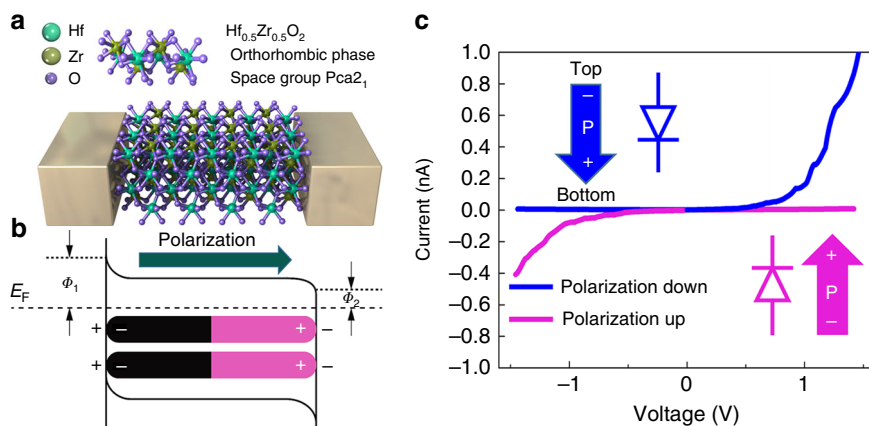 a
Hf
Zr
O
Hf0.5Zr0.5O2
Orthorhombic phase
Space group Pca21
b
Polarization
Φ1
EF
Φ2
+ − + −
+ − + −
c
Current (nA)
1.0
0.8
0.6
0.4
0.2
0.0
−0.2
−0.4
−0.6
−0.8
−1.0
Top
−
P
+
Bottom
+
P
−
Polarization down
Polarization up
−1
0
1
Voltage (V)